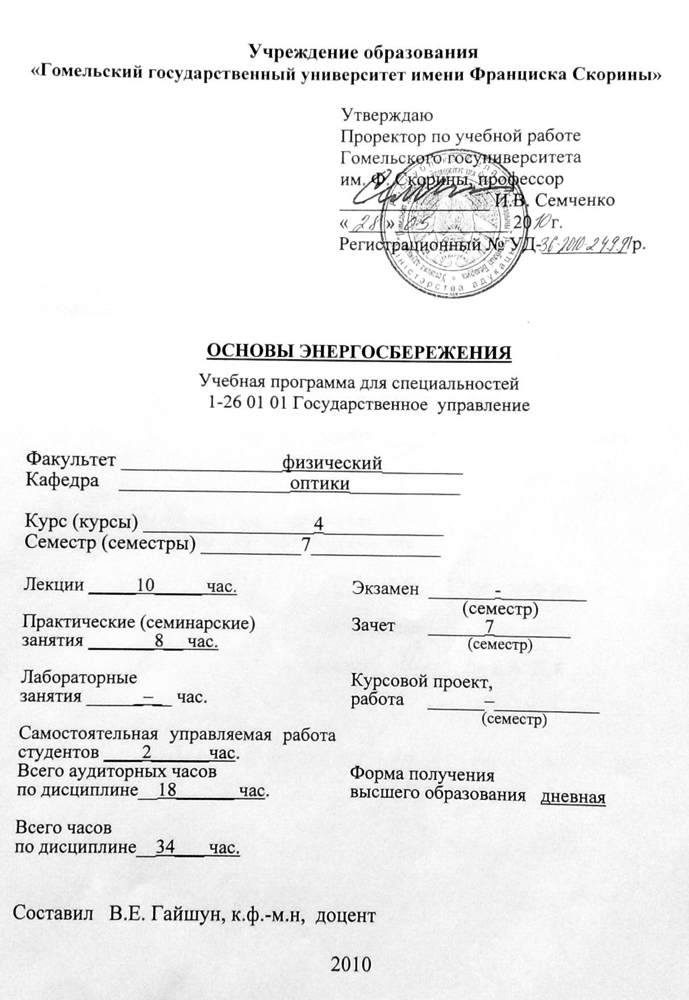 Учреждение образования
«Гомельский государственный университет имени Франциска Скорины»
Утверждаю
Проректор по учебной работе
Гомельского госуниверситета
им. Ф. Скорины, профессор
И.В. Семченко
«28» 05 2010 г.
Регистрационный № УД-36-2010-2499/р.
Міністэрства адукацыі
ОСНОВЫ ЭНЕРГОСБЕРЕЖЕНИЯ
Учебная программа для специальностей
1-26 01 01 Государственное управление
Факультет физический
Кафедра оптики
Курс (курсы) 4
Семестр (семестры) 7
Лекции 10 час.
Экзамен -
(семестр)
Практические (семинарские)
занятия 8 час.
Зачет 7
(семестр)
Лабораторные
занятия – час.
Курсовой проект,
работа –
(семестр)
Самостоятельная управляемая работа
студентов 2 час.
Всего аудиторных часов
по дисциплине 18 час.
Форма получения
высшего образования дневная
Всего часов
по дисциплине 34 час.
Составил В.Е. Гайшун, к.ф.-м.н, доцент
2010